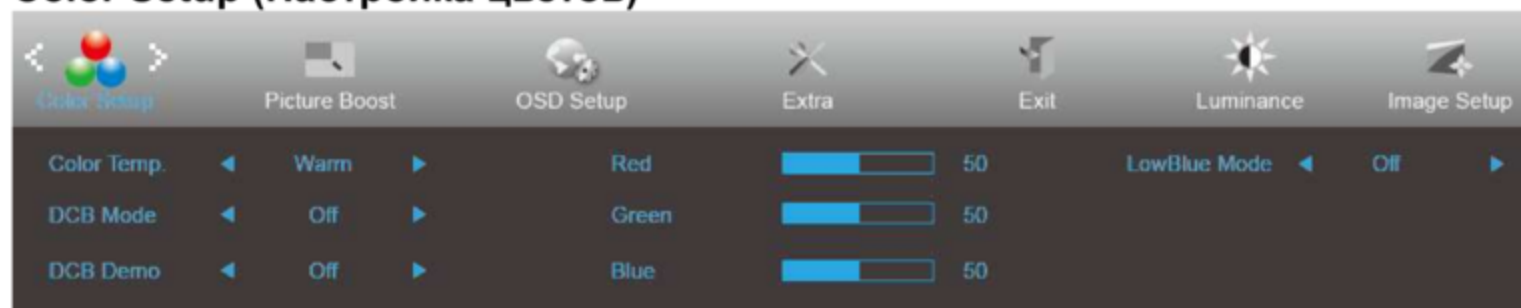 Color Setup (Настройка цветов)
Color Setup Picture Boost OSD Setup Extra Exit Luminance Image Setup
Color Temp. Warm Red 50 LowBlue Mode Off
DCB Mode Off Green 50
DCB Demo Off Blue 50